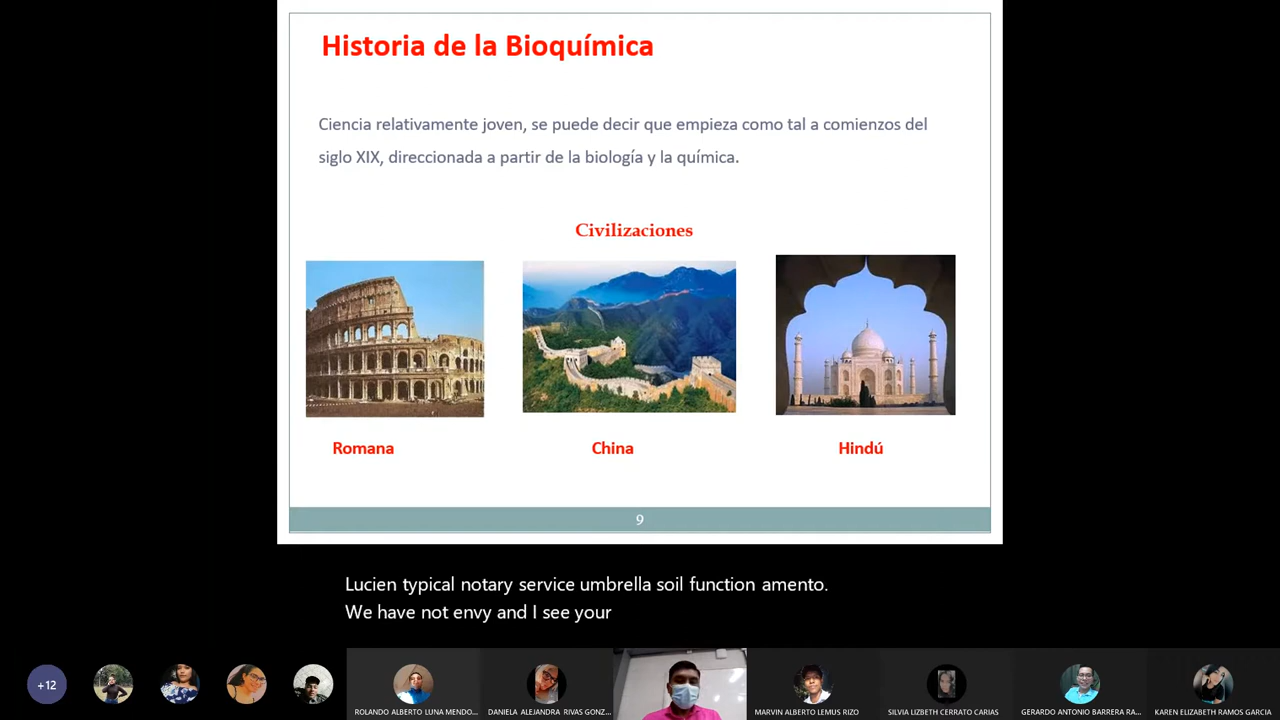 Historia de la Bioquímica
Ciencia relativamente joven, se puede decir que empieza como tal a comienzos del
siglo XIX, direccionada a partir de la biología y la química.
Civilizaciones
Romana
China
Hindú
9
Lucien typical notary service umbrella soil function amento.
We have not envy and I see your
+12
ROLANDO ALBERTO LUNA MENDO...
DANIELA ALEJANDRA RIVAS GONZ...
MARVIN ALBERTO LEMUS RIZO
SILVIA LIZBETH CERRATO CARIAS
GERARDO ANTONIO BARRERA RA...
KAREN ELIZABETH RAMOS GARCIA